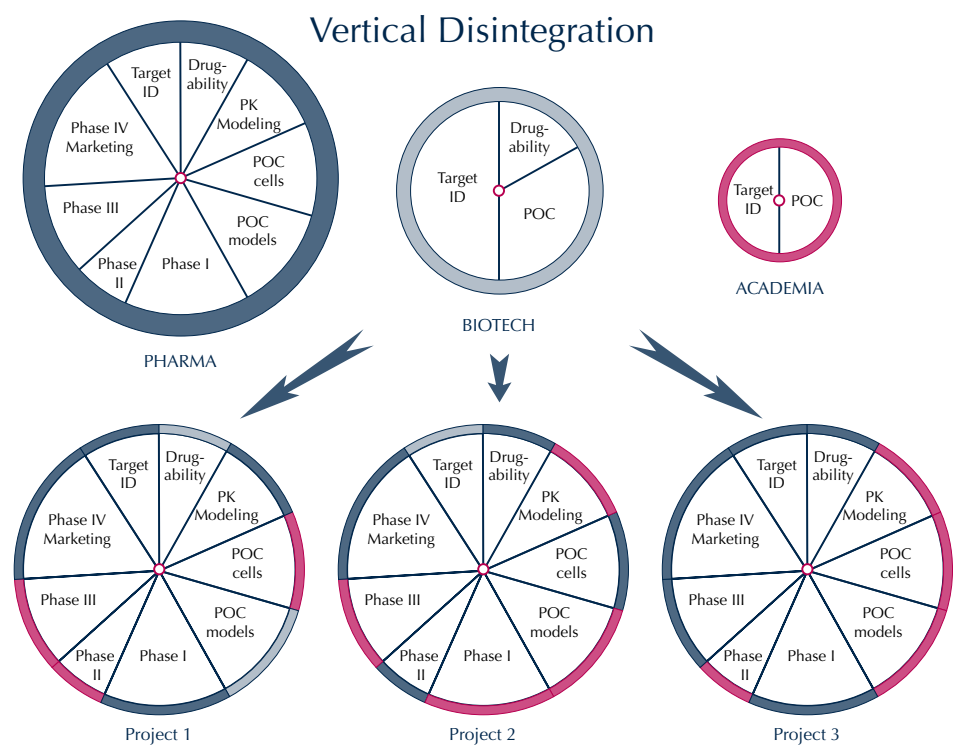 Vertical Disintegration
Target
ID
Drug-
ability
PK
Modeling
POC
cells
POC
models
Phase I
Phase
II
Phase III
Phase IV
Marketing
PHARMA
Target
ID
Drug-
ability
POC
BIOTECH
Target
ID
POC
ACADEMIA
Target
ID
Drug-
ability
PK
Modeling
POC
cells
POC
models
Phase I
Phase
II
Phase III
Phase IV
Marketing
Project 1
Target
ID
Drug-
ability
PK
Modeling
POC
cells
POC
models
Phase I
Phase
II
Phase III
Phase IV
Marketing
Project 2
Target
ID
Drug-
ability
PK
Modeling
POC
cells
POC
models
Phase I
Phase
II
Phase III
Phase IV
Marketing
Project 3